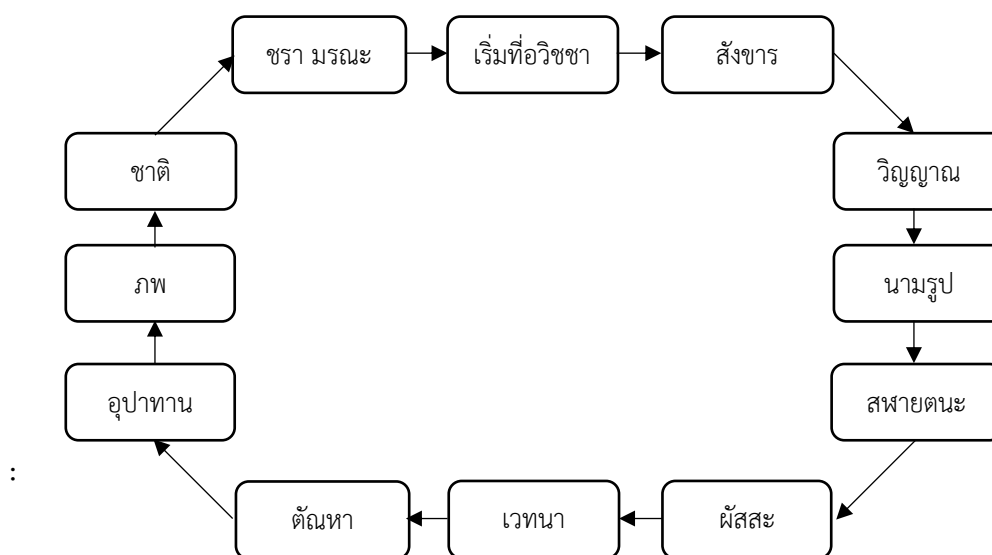 ชรา มรณะ
เริ่มที่อวิชชา
สังขาร
วิญญาณ
นามรูป
สฬายตนะ
ผัสสะ
เวทนา
ตัณหา
อุปาทาน
ภพ
ชาติ
: